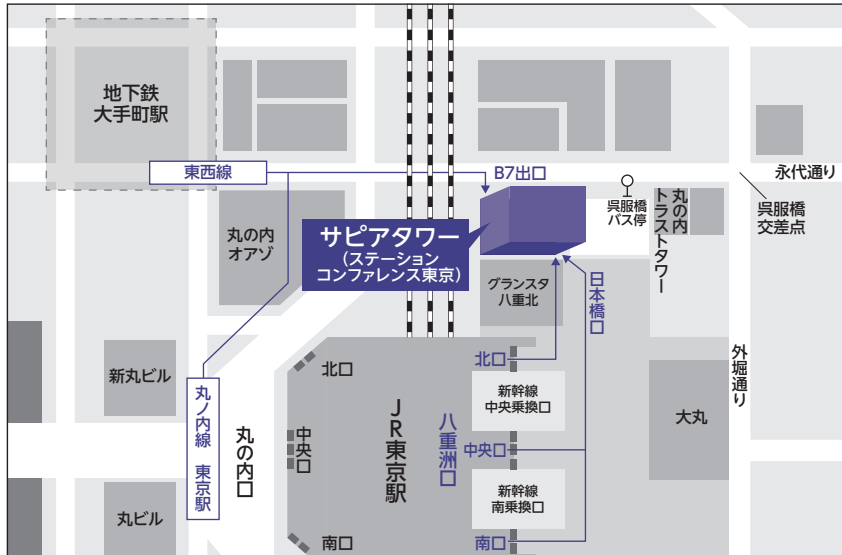 地下鉄
大手町駅
東西線
B7出口
永代通り
呉服橋
バス停
丸の内
トラストタワー
呉服橋
交差点
丸の内
オアゾ
サピアタワー
(ステーション
コンファレンス東京)
グランスタ
八重北
日本橋口
外堀通り
新丸ビル
丸ノ内線 東京駅
丸の内口
北口
中央口
南口
JR東京駅
八重洲口
北口
新幹線
中央乗換口
中央口
新幹線
南乗換口
南口
大丸
丸ビル